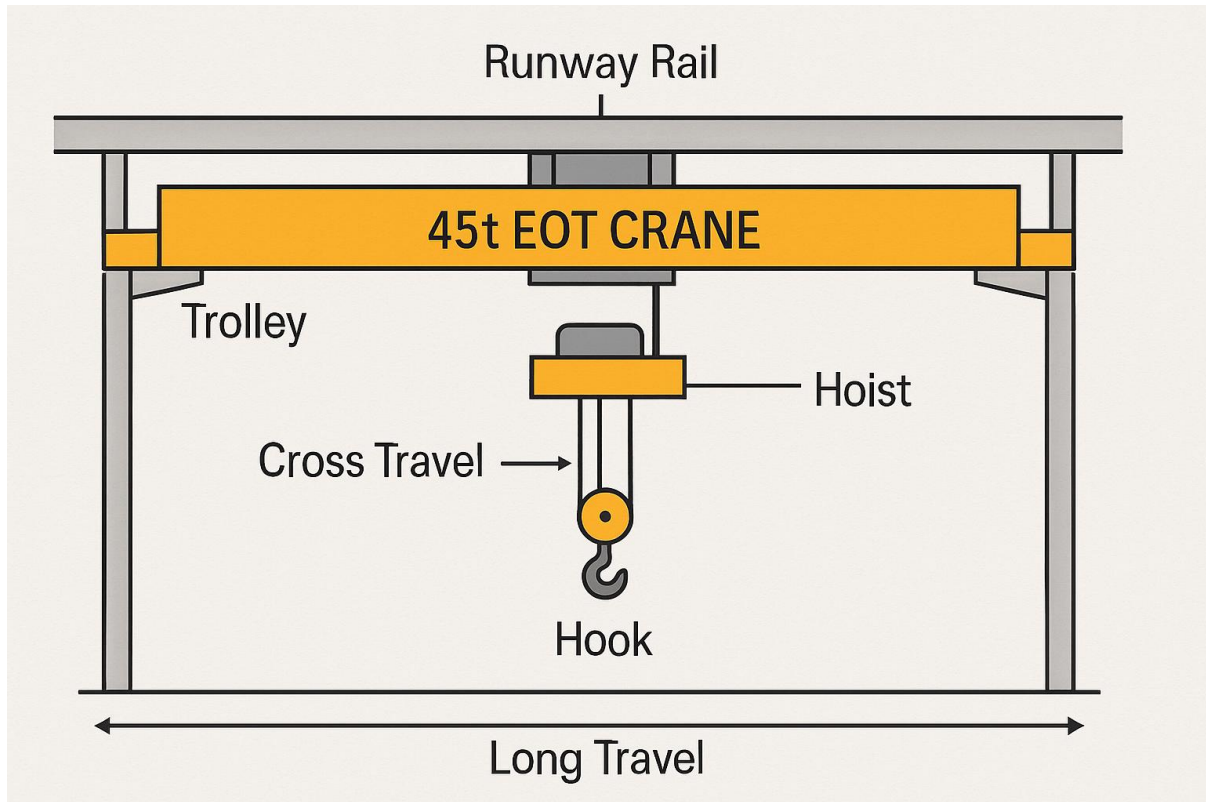 Runway Rail
45t EOT CRANE
Trolley
Hoist
Cross Travel
Hook
Long Travel